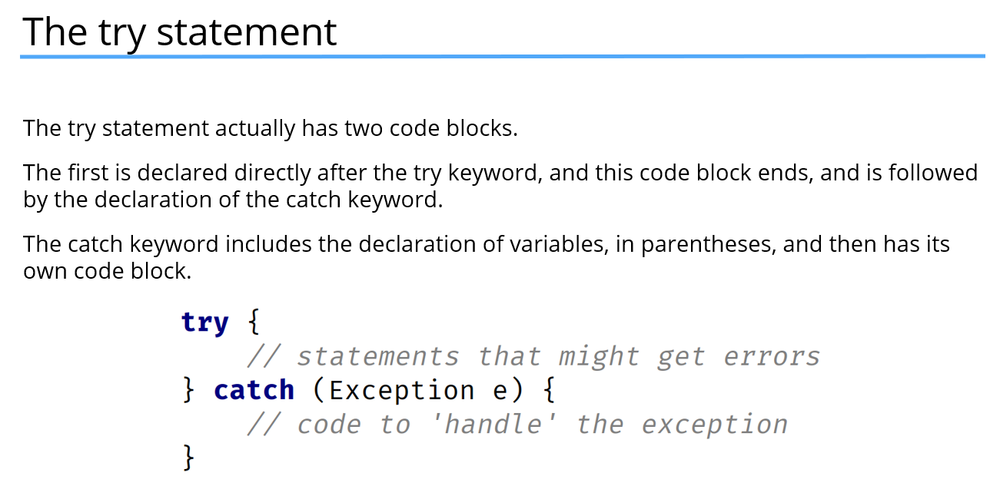 The try statement
The try statement actually has two code blocks.
The first is declared directly after the try keyword, and this code block ends, and is followed
by the declaration of the catch keyword.
The catch keyword includes the declaration of variables, in parentheses, and then has its
own code block.
try {
    // statements that might get errors
} catch (Exception e) {
    // code to 'handle' the exception
}